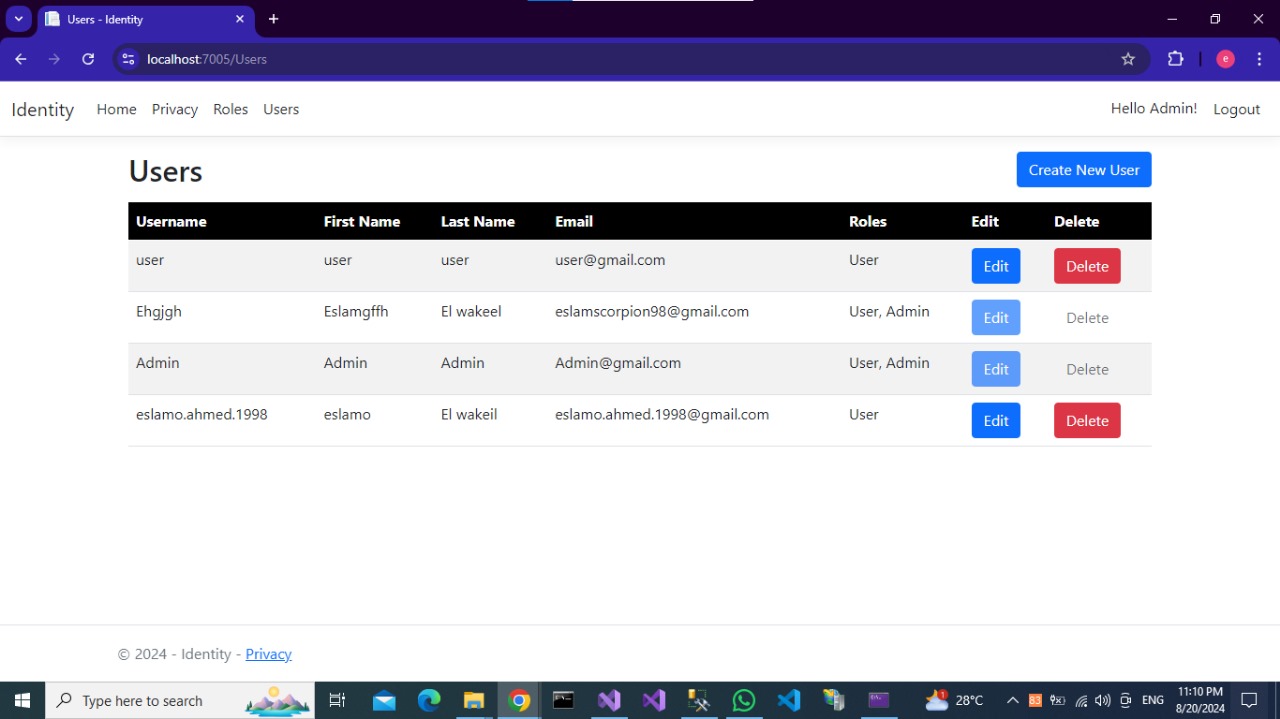 Users - Identity
localhost:7005/Users
e
Identity Home Privacy Roles Users Hello Admin! Logout
Users Create New User
Username First Name Last Name Email Roles Edit Delete
user user user user@gmail.com User Edit Delete
Ehgjgh Eslamgffh El wakeel eslamscorpion98@gmail.com User, Admin Edit Delete
Admin Admin Admin Admin@gmail.com User, Admin Edit Delete
eslamo.ahmed.1998 eslamo El wakeil eslamo.ahmed.1998@gmail.com User Edit Delete
© 2024 - Identity - Privacy
Type here to search 1 28°C 83 ENG 11:10 PM
8/20/2024